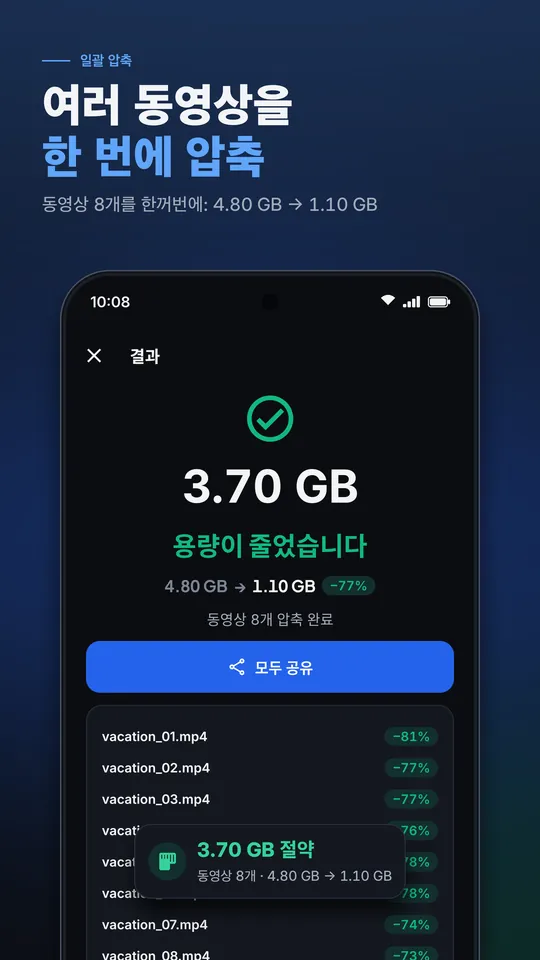 일괄 압축
여러 동영상을
한 번에 압축
동영상 8개를 한꺼번에: 4.80 GB → 1.10 GB
10:08
결과
3.70 GB
용량이 줄었습니다
4.80 GB → 1.10 GB −77%
동영상 8개 압축 완료
모두 공유
vacation_01.mp4 −81%
vacation_02.mp4 −77%
vacation_03.mp4 −77%
3.70 GB 절약
동영상 8개 · 4.80 GB → 1.10 GB
vacation_07.mp4 −74%
vacation_08.mp4 −73%